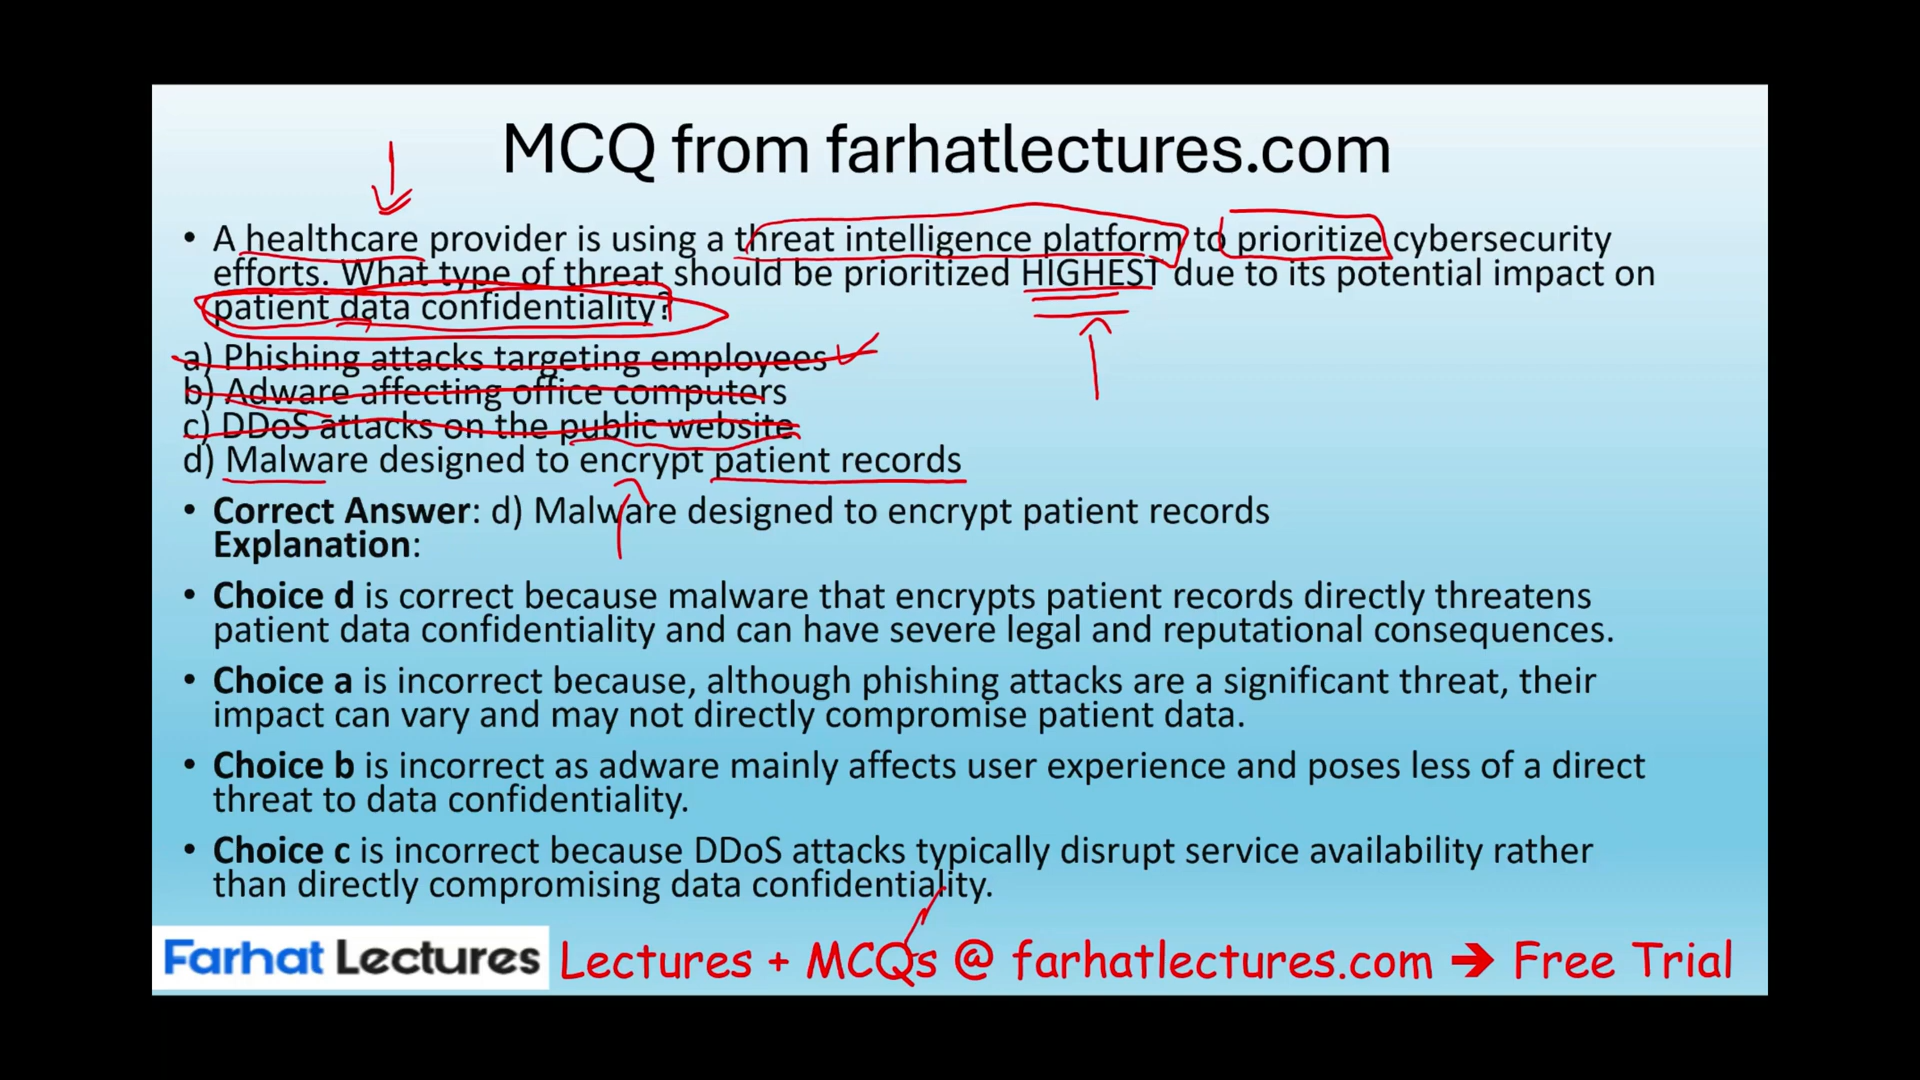 MCQ from farhatlectures.com
• A healthcare provider is using a threat intelligence platform to prioritize cybersecurity
efforts. What type of threat should be prioritized HIGHEST due to its potential impact on
patient data confidentiality?
a) Phishing attacks targeting employees
b) Adware affecting office computers
c) DDoS attacks on the public website
d) Malware designed to encrypt patient records
• Correct Answer: d) Malware designed to encrypt patient records
Explanation:
• Choice d is correct because malware that encrypts patient records directly threatens
patient data confidentiality and can have severe legal and reputational consequences.
• Choice a is incorrect because, although phishing attacks are a significant threat, their
impact can vary and may not directly compromise patient data.
• Choice b is incorrect as adware mainly affects user experience and poses less of a direct
threat to data confidentiality.
• Choice c is incorrect because DDoS attacks typically disrupt service availability rather
than directly compromising data confidentiality.
Farhat Lectures Lectures + MCQs @ farhatlectures.com → Free Trial